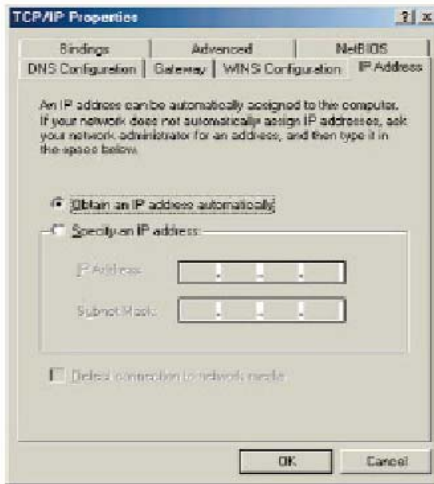 TCP/IP Properties
Bindings Advanced NetBIOS
DNS Configuration Gateway WINS Configuration IP Address
An IP address can be automatically assigned to this computer.
If your network does not automatically assign IP addresses, ask
your network administrator for an address, and then type it in
the space below.
Obtain an IP address automatically
Specify an IP address:
IP Address:
Subnet Mask:
Detect connection to network media
OK Cancel